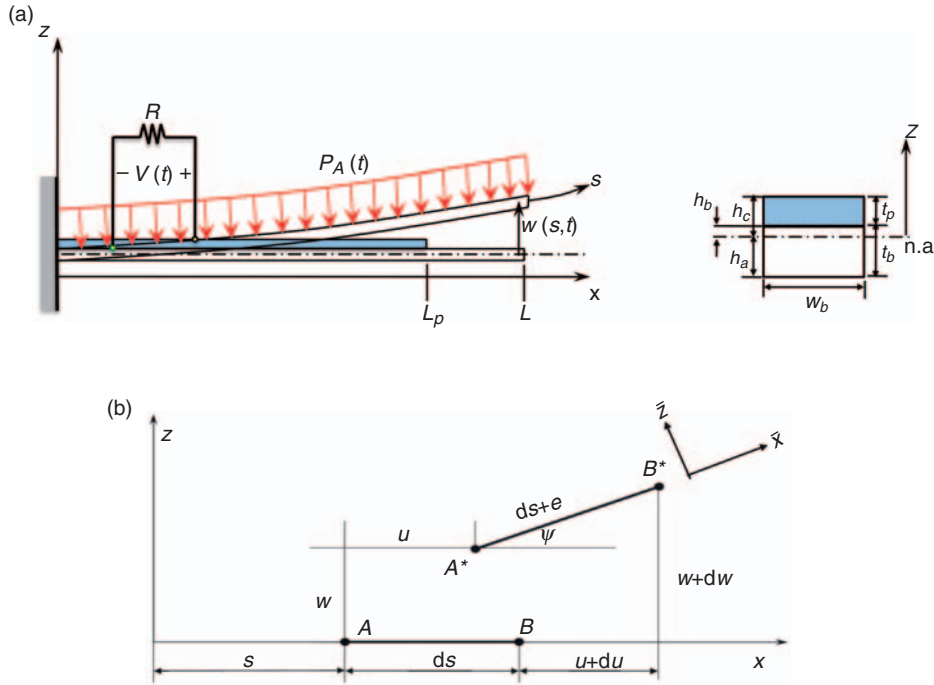 (a)
z
R
– V(t) +
P_A(t)
s
w(s,t)
x
L_p
L
Z
h_b
h_c
t_p
n.a
h_a
t_b
w_b
(b)
z
z̄
x̄
B*
ds+e
u
ψ
A*
w
w+dw
A
B
s
ds
u+du
x